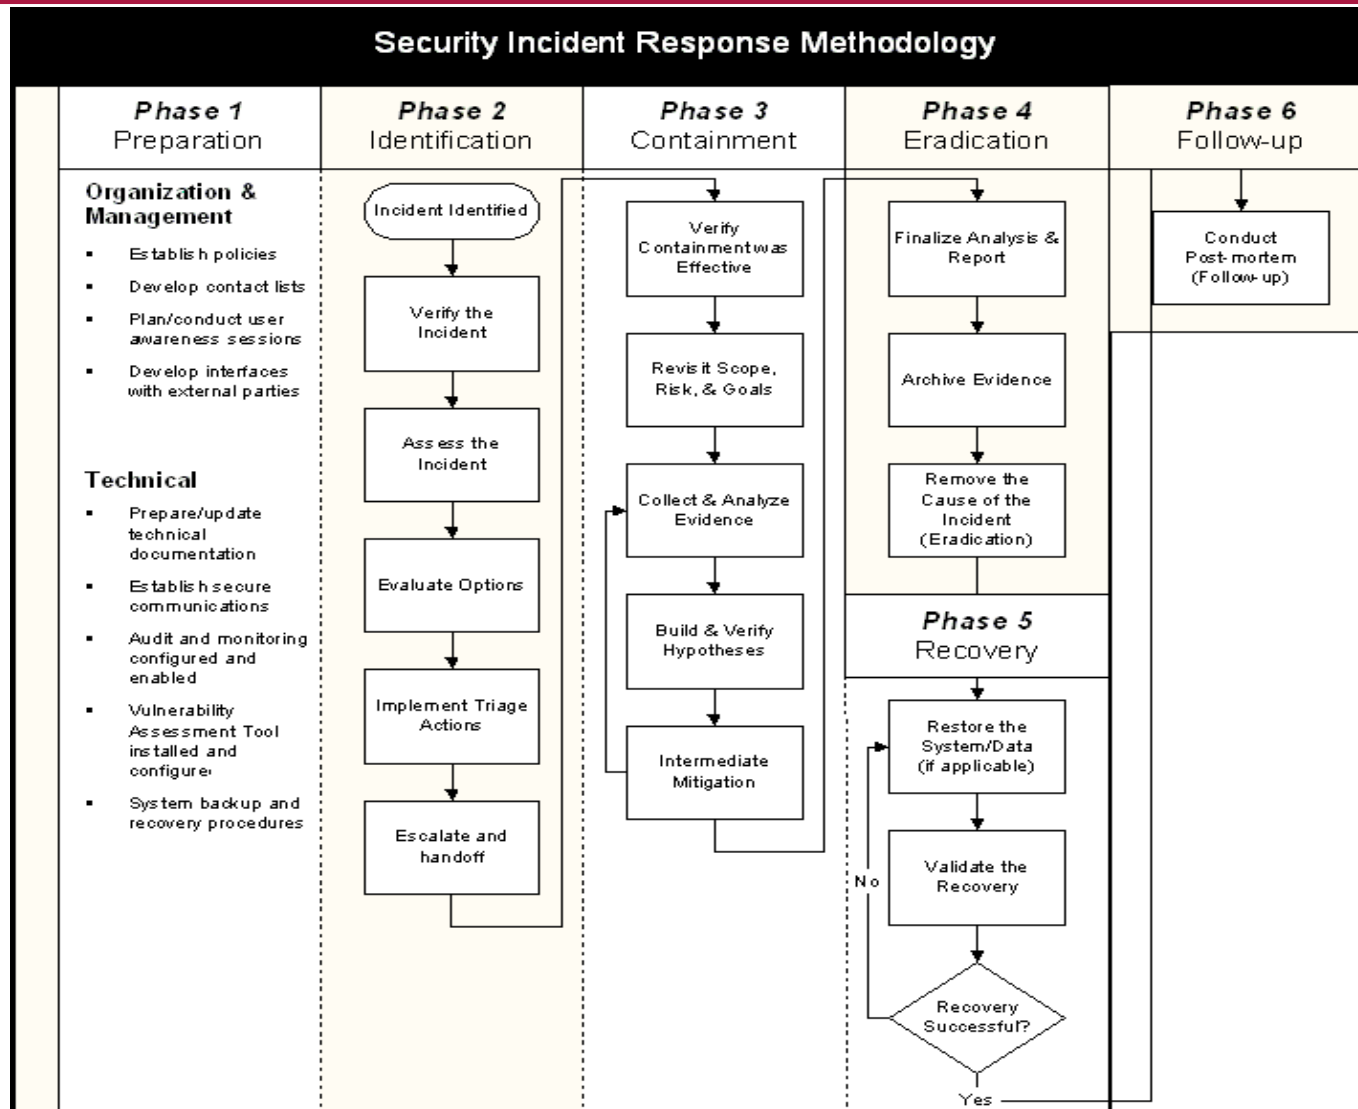 Security Incident Response Methodology
Phase 1
Preparation
Organization &
Management
▪ Establish policies
▪ Develop contact lists
▪ Plan/conduct user
awareness sessions
▪ Develop interfaces
with external parties
Technical
▪ Prepare/update
technical
documentation
▪ Establish secure
communications
▪ Audit and monitoring
configured and
enabled
▪ Vulnerability
Assessment Tool
installed and
configure
▪ System backup and
recovery procedures
Phase 2
Identification
Incident Identified
Verify the
Incident
Assess the
Incident
Evaluate Options
Implement Triage
Actions
Escalate and
handoff
Phase 3
Containment
Verify
Containment was
Effective
Revisit Scope,
Risk, & Goals
Collect & Analyze
Evidence
Build & Verify
Hypotheses
Intermediate
Mitigation
Phase 4
Eradication
Finalize Analysis &
Report
Archive Evidence
Remove the
Cause of the
Incident
(Eradication)
Phase 5
Recovery
Restore the
System/Data
(if applicable)
Validate the
Recovery
No
Recovery
Successful?
Yes
Phase 6
Follow-up
Conduct
Post-mortem
(Follow-up)